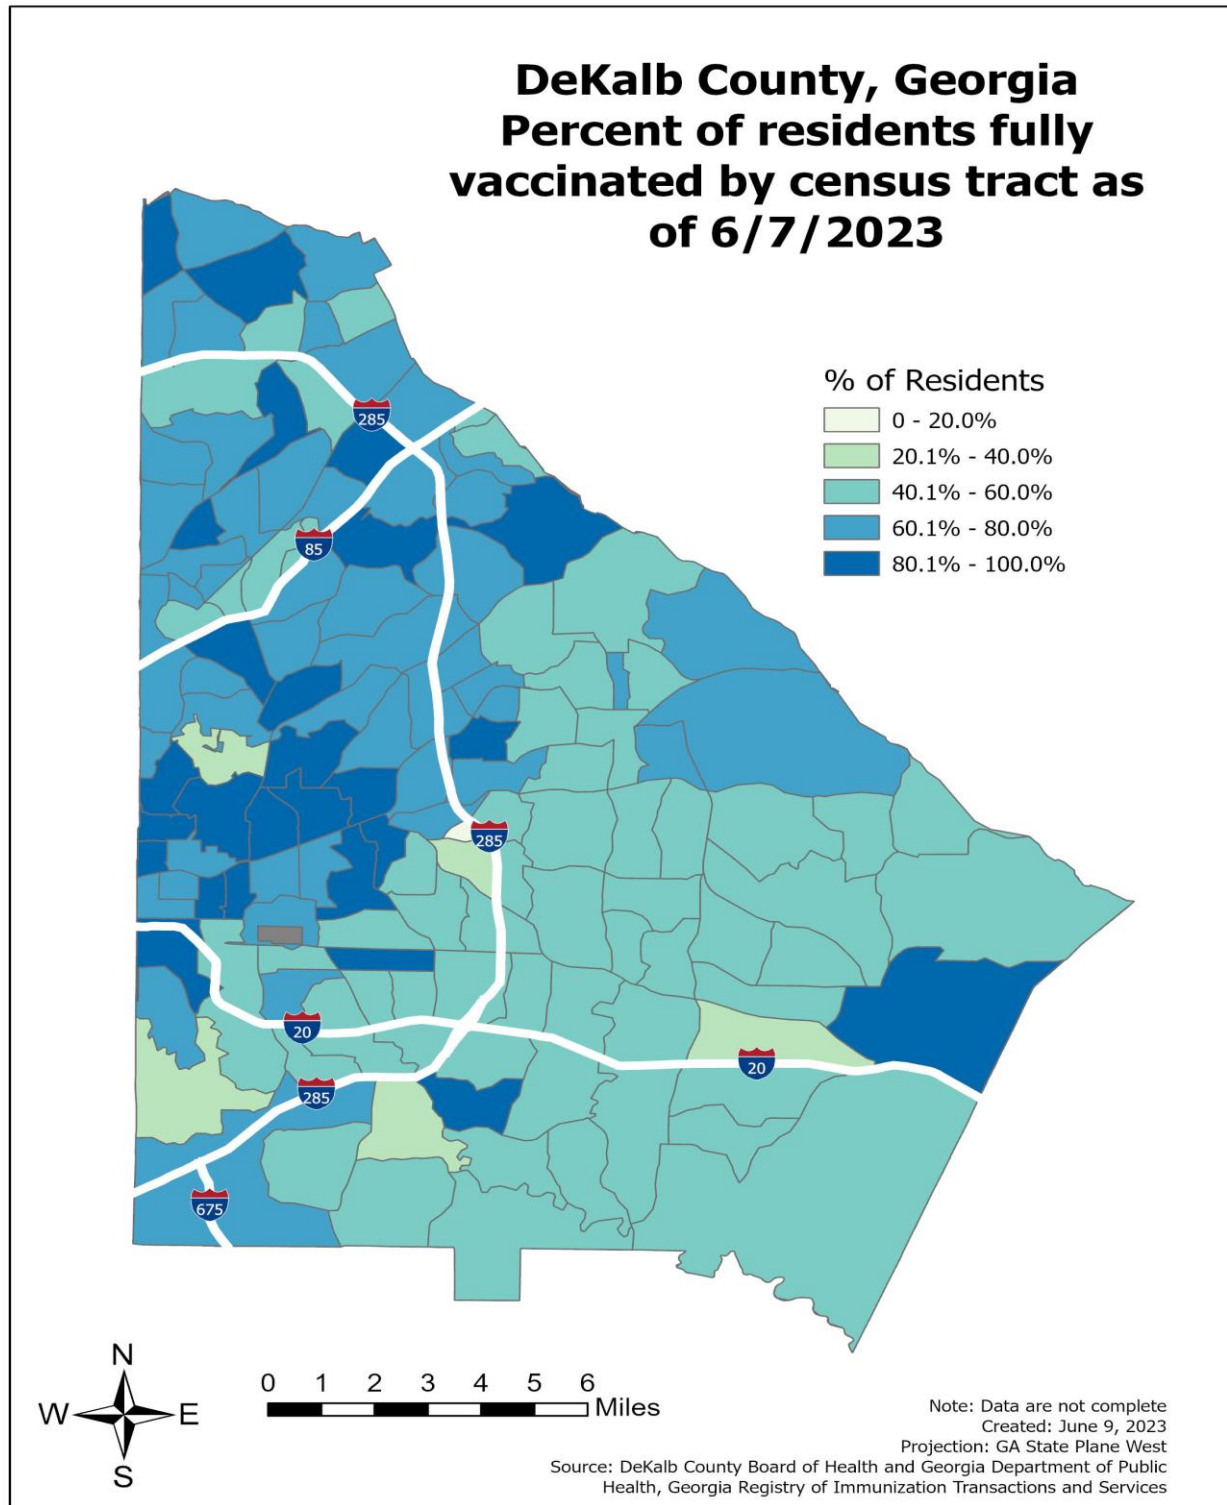 DeKalb County, Georgia
Percent of residents fully
vaccinated by census tract as
of 6/7/2023
% of Residents
0 - 20.0%
20.1% - 40.0%
40.1% - 60.0%
60.1% - 80.0%
80.1% - 100.0%
285
85
285
20
20
285
675
N
W E
S
0 1 2 3 4 5 6
Miles
Note: Data are not complete
Created: June 9, 2023
Projection: GA State Plane West
Source: DeKalb County Board of Health and Georgia Department of Public
Health, Georgia Registry of Immunization Transactions and Services